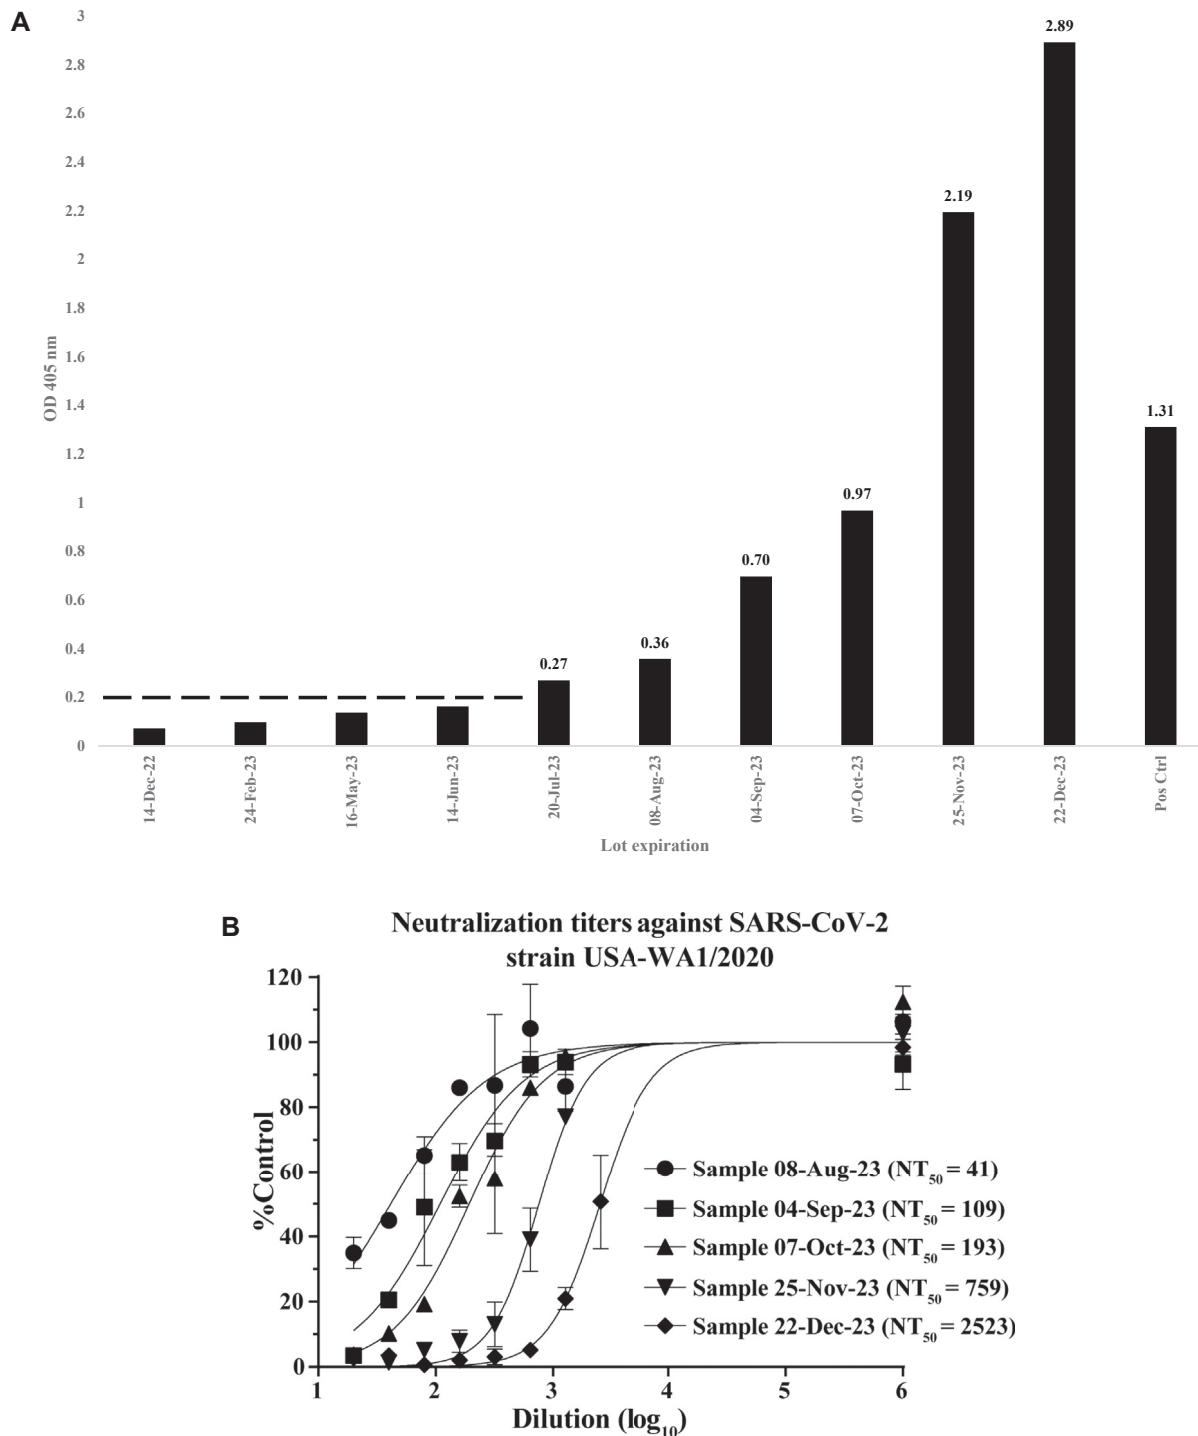 A
3
2.8
2.6
2.4
2.2
2
1.8
1.6
1.4
1.2
1
0.8
0.6
0.4
0.2
0
OD 405 nm
0.27
0.36
0.70
0.97
2.19
2.89
1.31
14-Dec-22
24-Feb-23
16-May-23
14-Jun-23
20-Jul-23
08-Aug-23
04-Sep-23
07-Oct-23
25-Nov-23
22-Dec-23
Pos Ctrl
Lot expiration
B
Neutralization titers against SARS-CoV-2
strain USA-WA1/2020
120
100
80
60
40
20
0
%Control
Sample 08-Aug-23 (NT50 = 41)
Sample 04-Sep-23 (NT50 = 109)
Sample 07-Oct-23 (NT50 = 193)
Sample 25-Nov-23 (NT50 = 759)
Sample 22-Dec-23 (NT50 = 2523)
1 2 3 4 5 6
Dilution (log10)